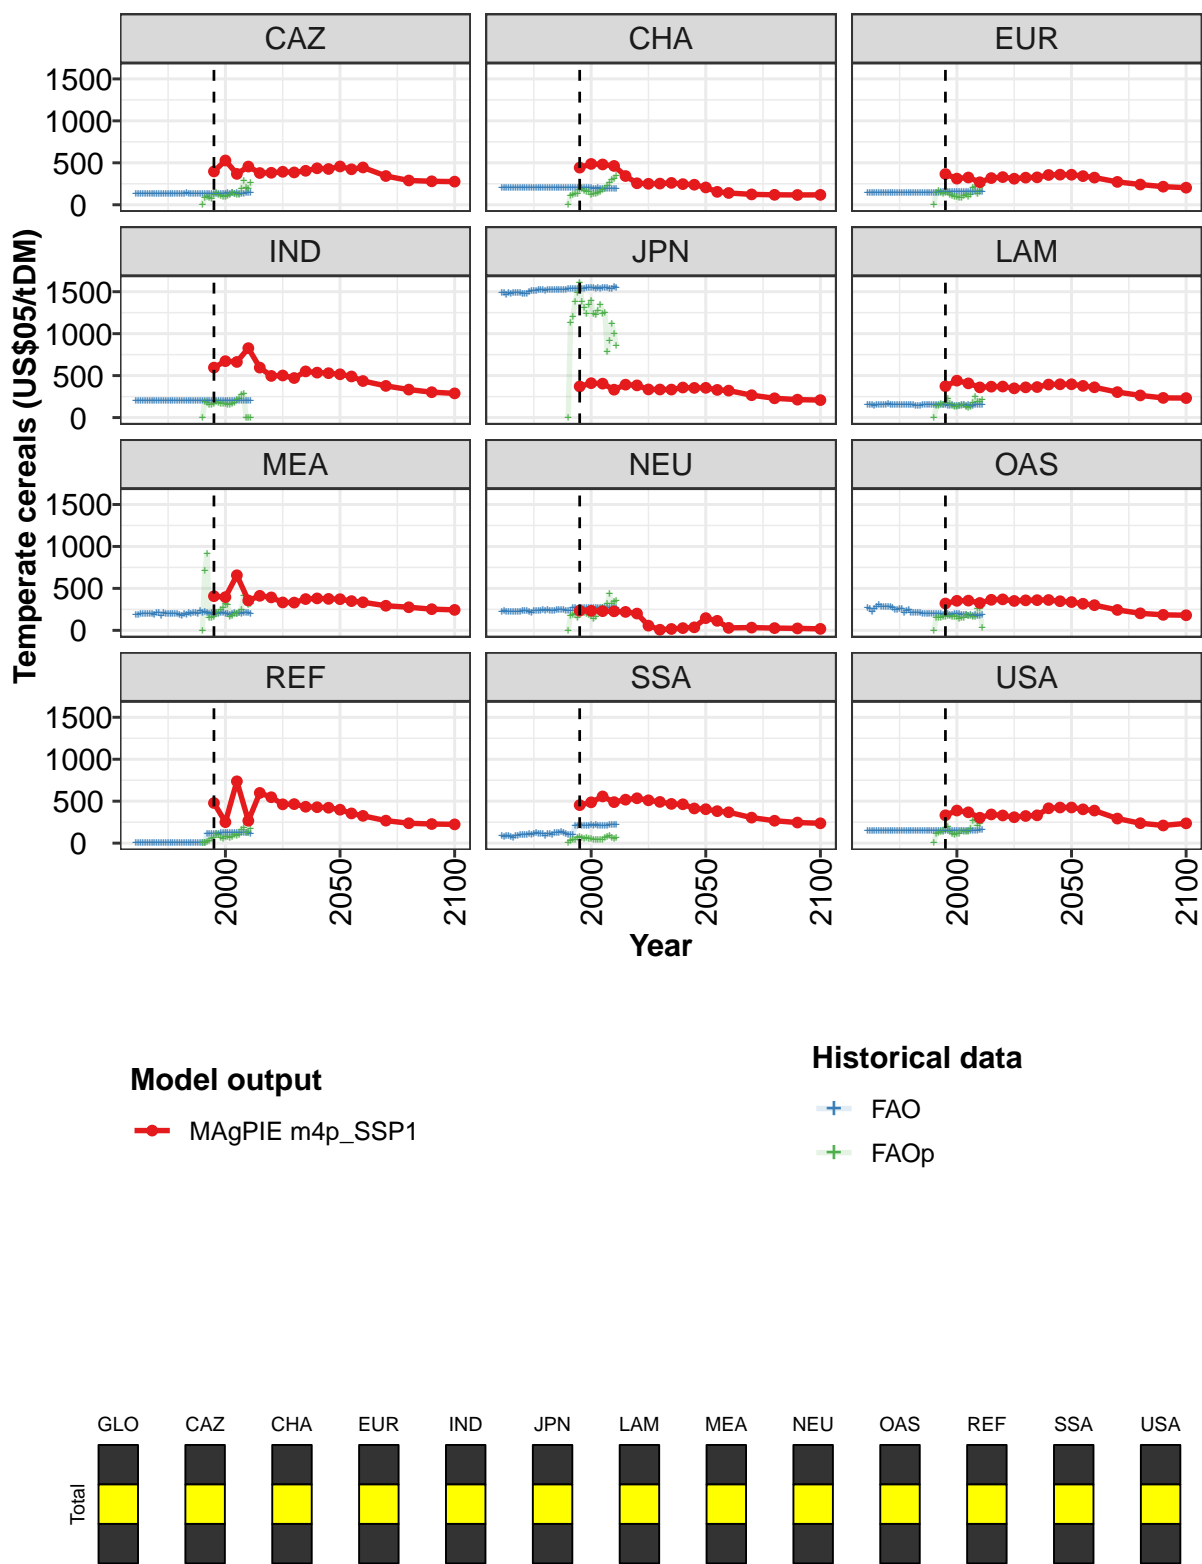 CAZ CHA EUR
1500
1000
500
0
IND JPN LAM
1500
1000
500
0
MEA NEU OAS
1500
1000
500
0
REF SSA USA
1500
1000
500
0
Temperate cereals (US$05/tDM)
2000 2050 2100 2000 2050 2100 2000 2050 2100
Year
Model output
MAgPIE m4p_SSP1
Historical data
FAO
FAOp
GLO CAZ CHA EUR IND JPN LAM MEA NEU OAS REF SSA USA
Total